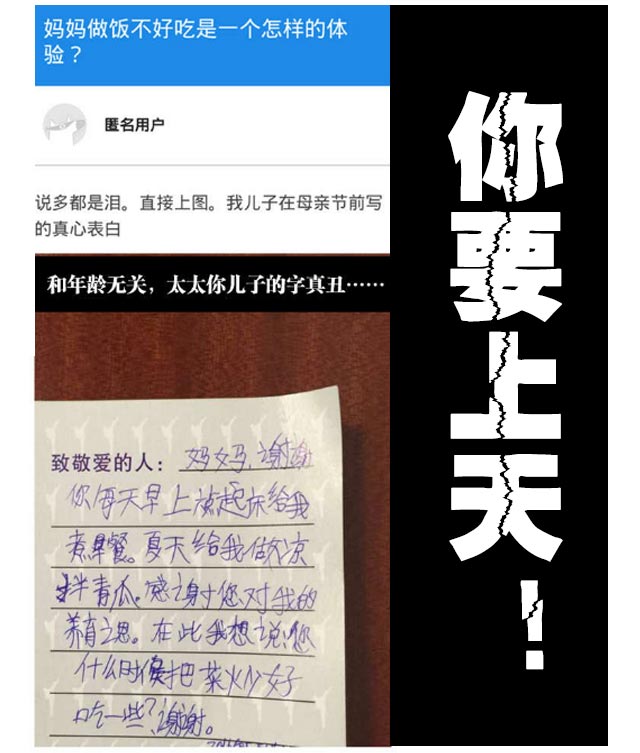 妈妈做饭不好吃是一个怎样的体
验？
匿名用户
说多都是泪。直接上图。我儿子在母亲节前写
的真心表白
和年龄无关，太太你儿子的字真丑……
致敬爱的人：妈妈，谢谢
你每天早上被起床给我
煮早餐。夏天给我做凉
拌青瓜。感谢您对我的
养育之恩。在此我想说，您
什么时候把菜炒好
吃一些？谢谢。
你要上天！